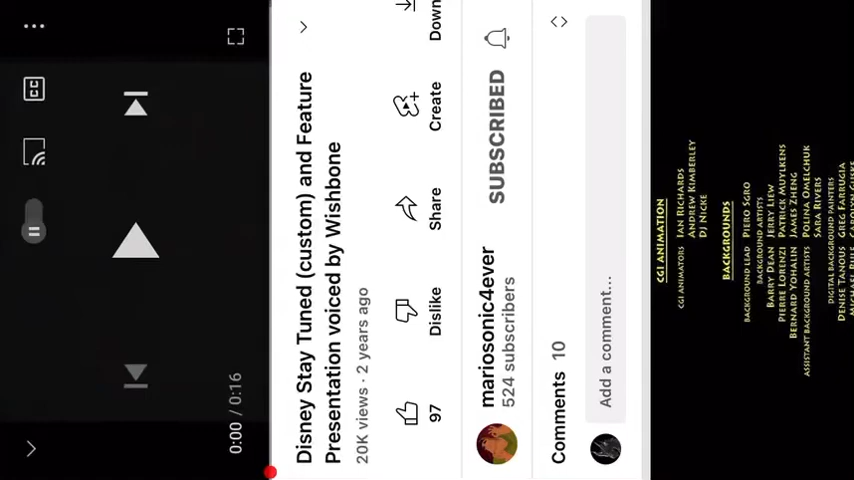 CC
0:00 / 0:16
Disney Stay Tuned (custom) and Feature
Presentation voiced by Wishbone
20K views · 2 years ago
97
Dislike
Share
Create
Down
mariosonic4ever
524 subscribers
SUBSCRIBED
Comments 10
Add a comment...
CGI ANIMATION
CGI ANIMATORS IAN RICHARDS
ANDREW KIMBERLEY
DJ NICKE
BACKGROUNDS
BACKGROUND LEAD PIERO SGRO
BACKGROUND ARTISTS
BARRY DEAN JERRY LIEW
PIERRE LORENZI PATRICK MUYLKENS
BERNARD YOHALIN JAMES ZHENG
ASSISTANT BACKGROUND ARTISTS POLINA OMELCHUK
SARA RIVERS
DIGITAL BACKGROUND PAINTERS
DENISE TANOUS GREG FARRUGIA